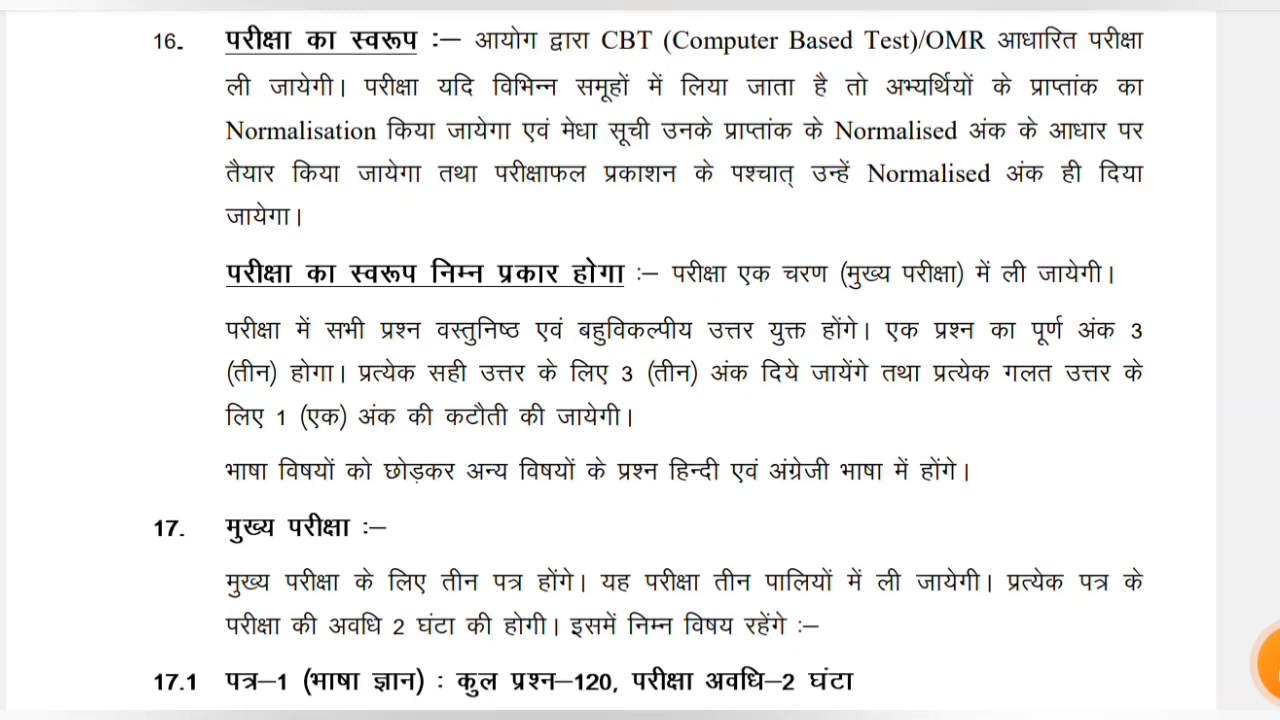 16. परीक्षा का स्वरूप :– आयोग द्वारा CBT (Computer Based Test)/OMR आधारित परीक्षा
ली जायेगी। परीक्षा यदि विभिन्न समूहों में लिया जाता है तो अभ्यर्थियों के प्राप्तांक का
Normalisation किया जायेगा एवं मेधा सूची उनके प्राप्तांक के Normalised अंक के आधार पर
तैयार किया जायेगा तथा परीक्षाफल प्रकाशन के पश्चात् उन्हें Normalised अंक ही दिया
जायेगा।
परीक्षा का स्वरूप निम्न प्रकार होगा :– परीक्षा एक चरण (मुख्य परीक्षा) में ली जायेगी।
परीक्षा में सभी प्रश्न वस्तुनिष्ठ एवं बहुविकल्पीय उत्तर युक्त होंगे। एक प्रश्न का पूर्ण अंक 3
(तीन) होगा। प्रत्येक सही उत्तर के लिए 3 (तीन) अंक दिये जायेंगे तथा प्रत्येक गलत उत्तर के
लिए 1 (एक) अंक की कटौती की जायेगी।
भाषा विषयों को छोड़कर अन्य विषयों के प्रश्न हिन्दी एवं अंग्रेजी भाषा में होंगे।
17. मुख्य परीक्षा :–
मुख्य परीक्षा के लिए तीन पत्र होंगे। यह परीक्षा तीन पालियों में ली जायेगी। प्रत्येक पत्र के
परीक्षा की अवधि 2 घंटा की होगी। इसमें निम्न विषय रहेंगे :–
17.1 पत्र–1 (भाषा ज्ञान) : कुल प्रश्न–120, परीक्षा अवधि–2 घंटा